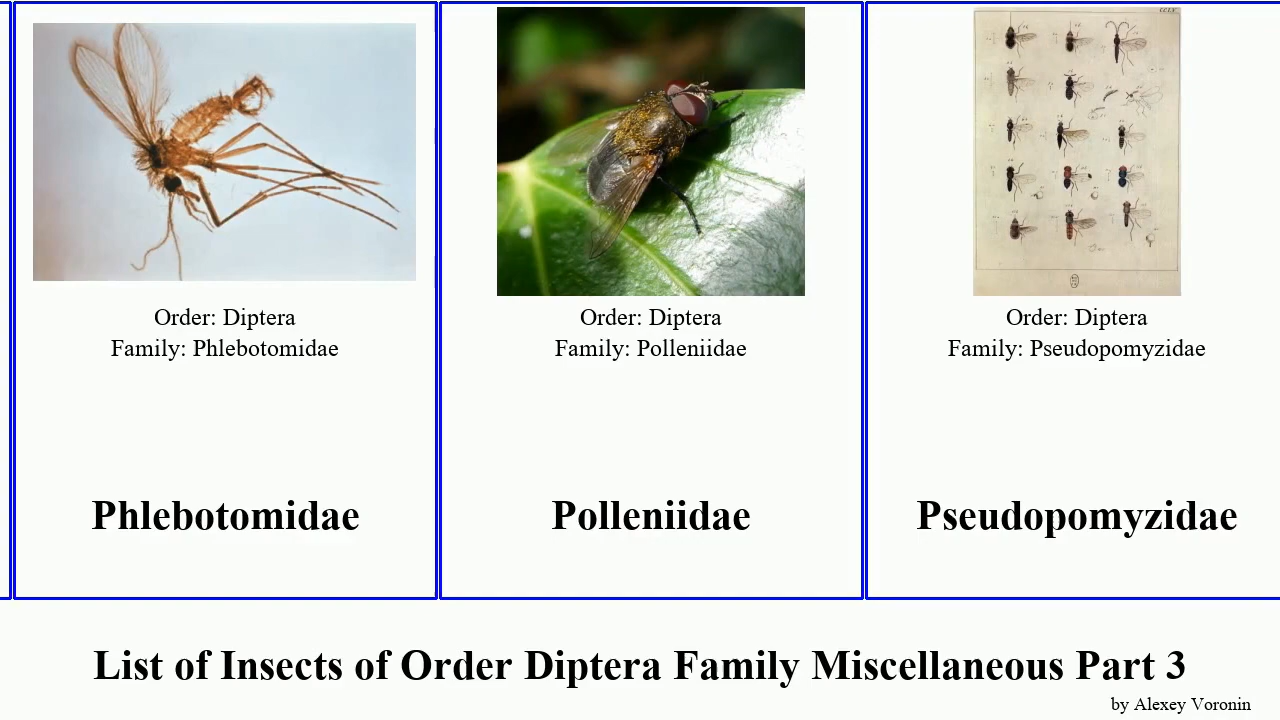 Order: Diptera
Family: Phlebotomidae
Phlebotomidae
Order: Diptera
Family: Polleniidae
Polleniidae
Order: Diptera
Family: Pseudopomyzidae
Pseudopomyzidae
List of Insects of Order Diptera Family Miscellaneous Part 3
by Alexey Voronin